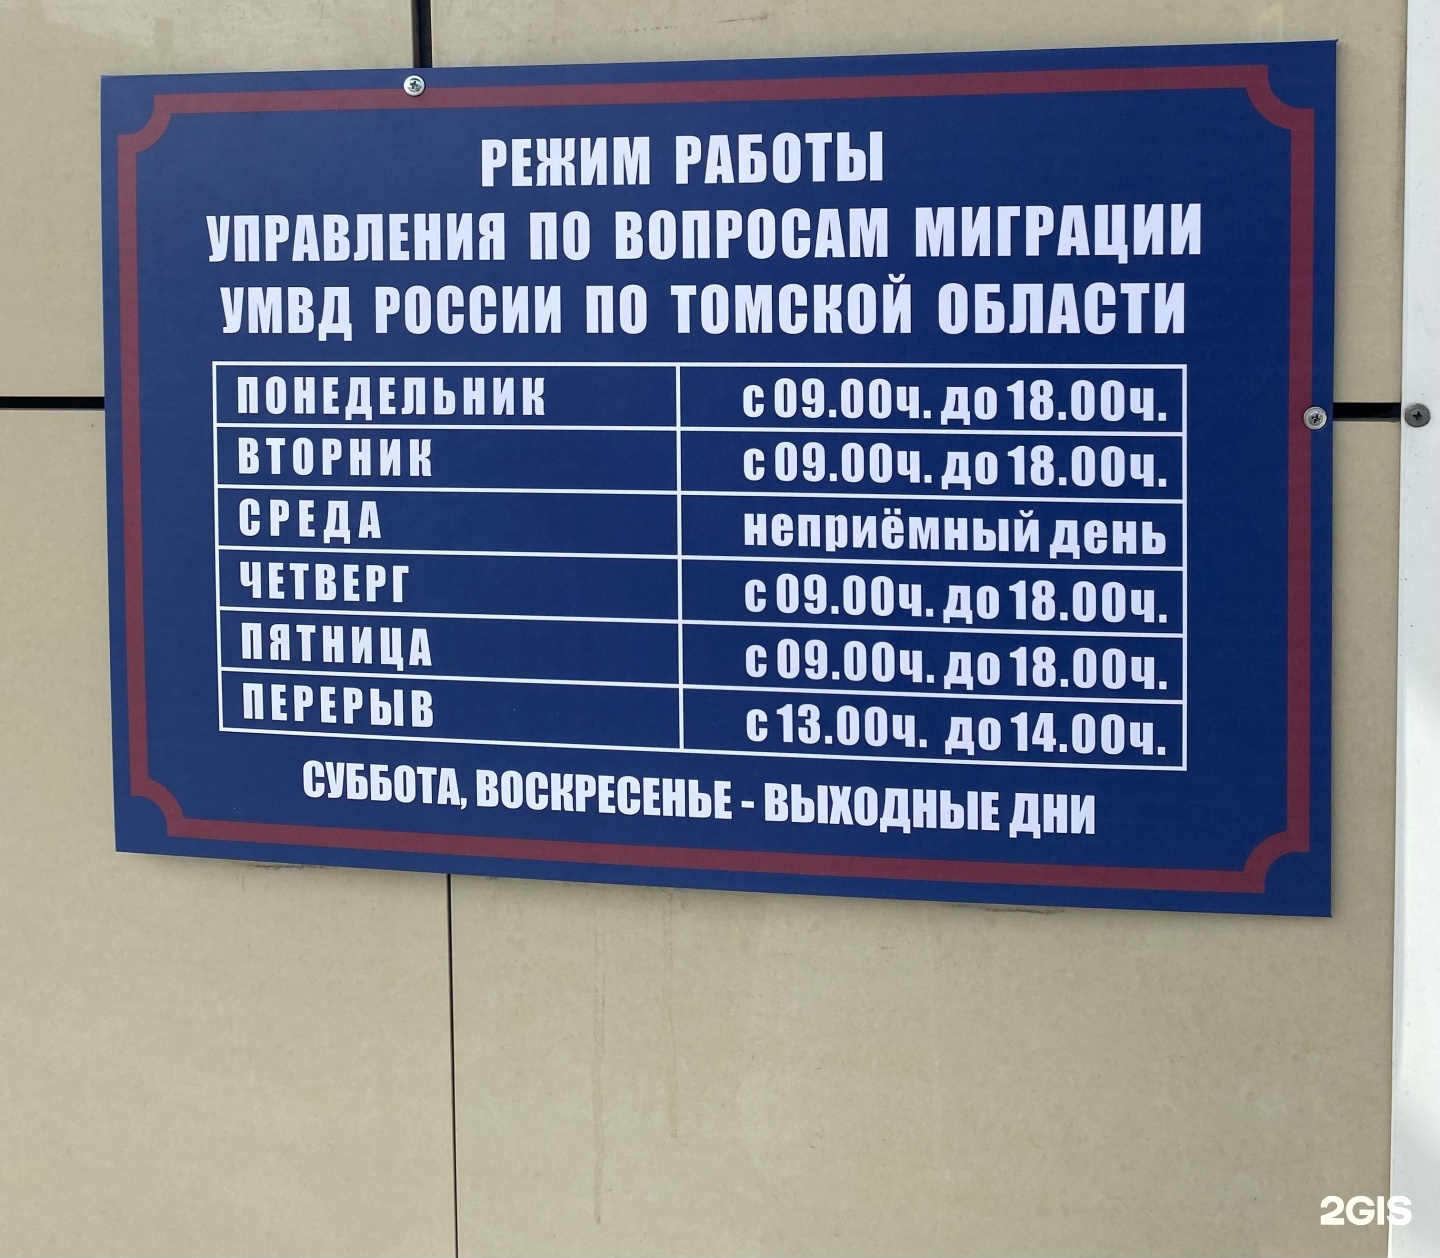 РЕЖИМ РАБОТЫ
УПРАВЛЕНИЯ ПО ВОПРОСАМ МИГРАЦИИ
УМВД РОССИИ ПО ТОМСКОЙ ОБЛАСТИ
ПОНЕДЕЛЬНИК с 09.00ч. до 18.00ч.
ВТОРНИК с 09.00ч. до 18.00ч.
СРЕДА неприёмный день
ЧЕТВЕРГ с 09.00ч. до 18.00ч.
ПЯТНИЦА с 09.00ч. до 18.00ч.
ПЕРЕРЫВ с 13.00ч. до 14.00ч.
СУББОТА, ВОСКРЕСЕНЬЕ - ВЫХОДНЫЕ ДНИ
2GIS